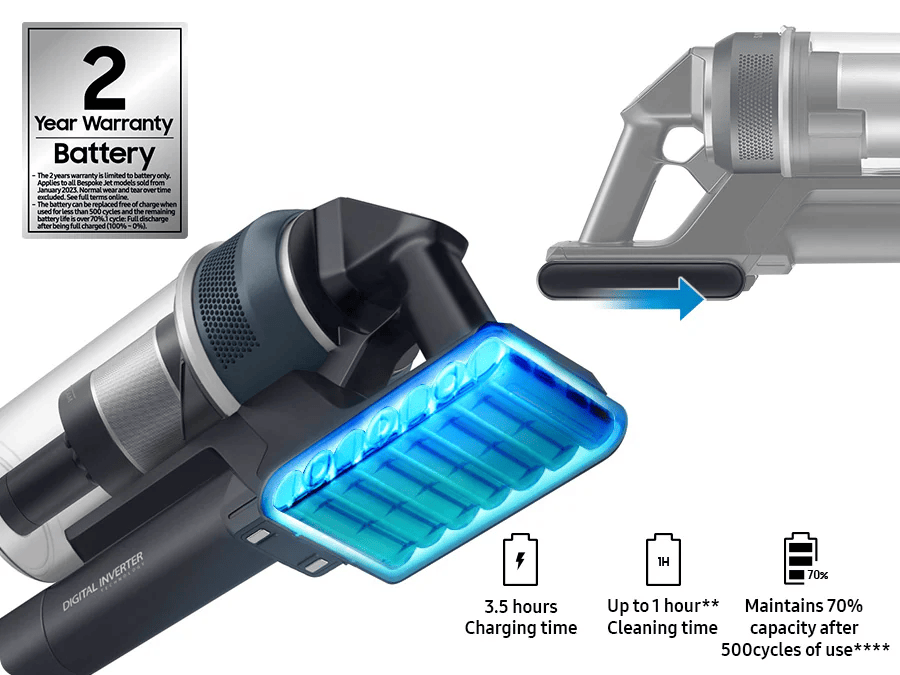 2
Year Warranty
Battery
- The 2 years warranty is limited to battery only.
Applies to all Bespoke Jet models sold from
January 2023. Normal wear and tear over time
excluded. See full terms online.
- The battery can be replaced free of charge when
used for less than 500 cycles and the remaining
battery life is over 70%.1 cycle: Full discharge
after being full charged (100% ~ 0%).
DIGITAL INVERTER
TECHNOLOGY
1H
70%
3.5 hours
Charging time
Up to 1 hour**
Cleaning time
Maintains 70%
capacity after
500cycles of use****